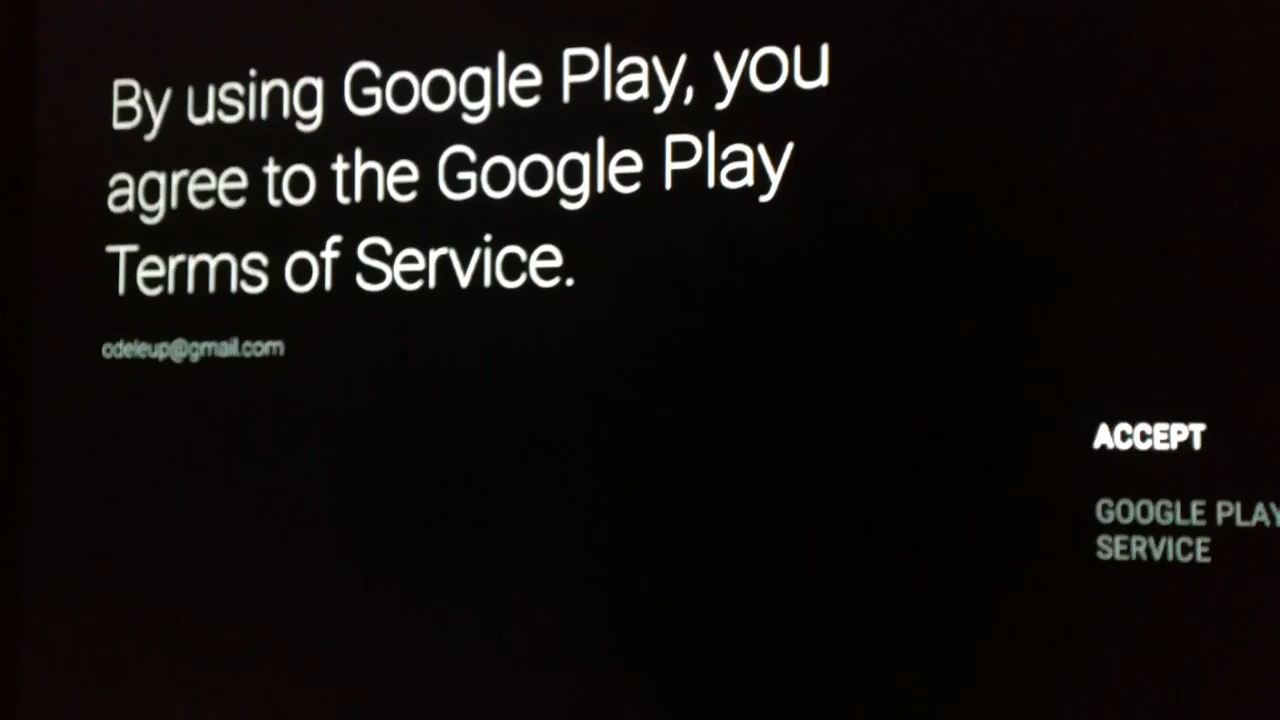 By using Google Play, you
agree to the Google Play
Terms of Service.
odeleup@gmail.com
ACCEPT
GOOGLE PLAY
SERVICE